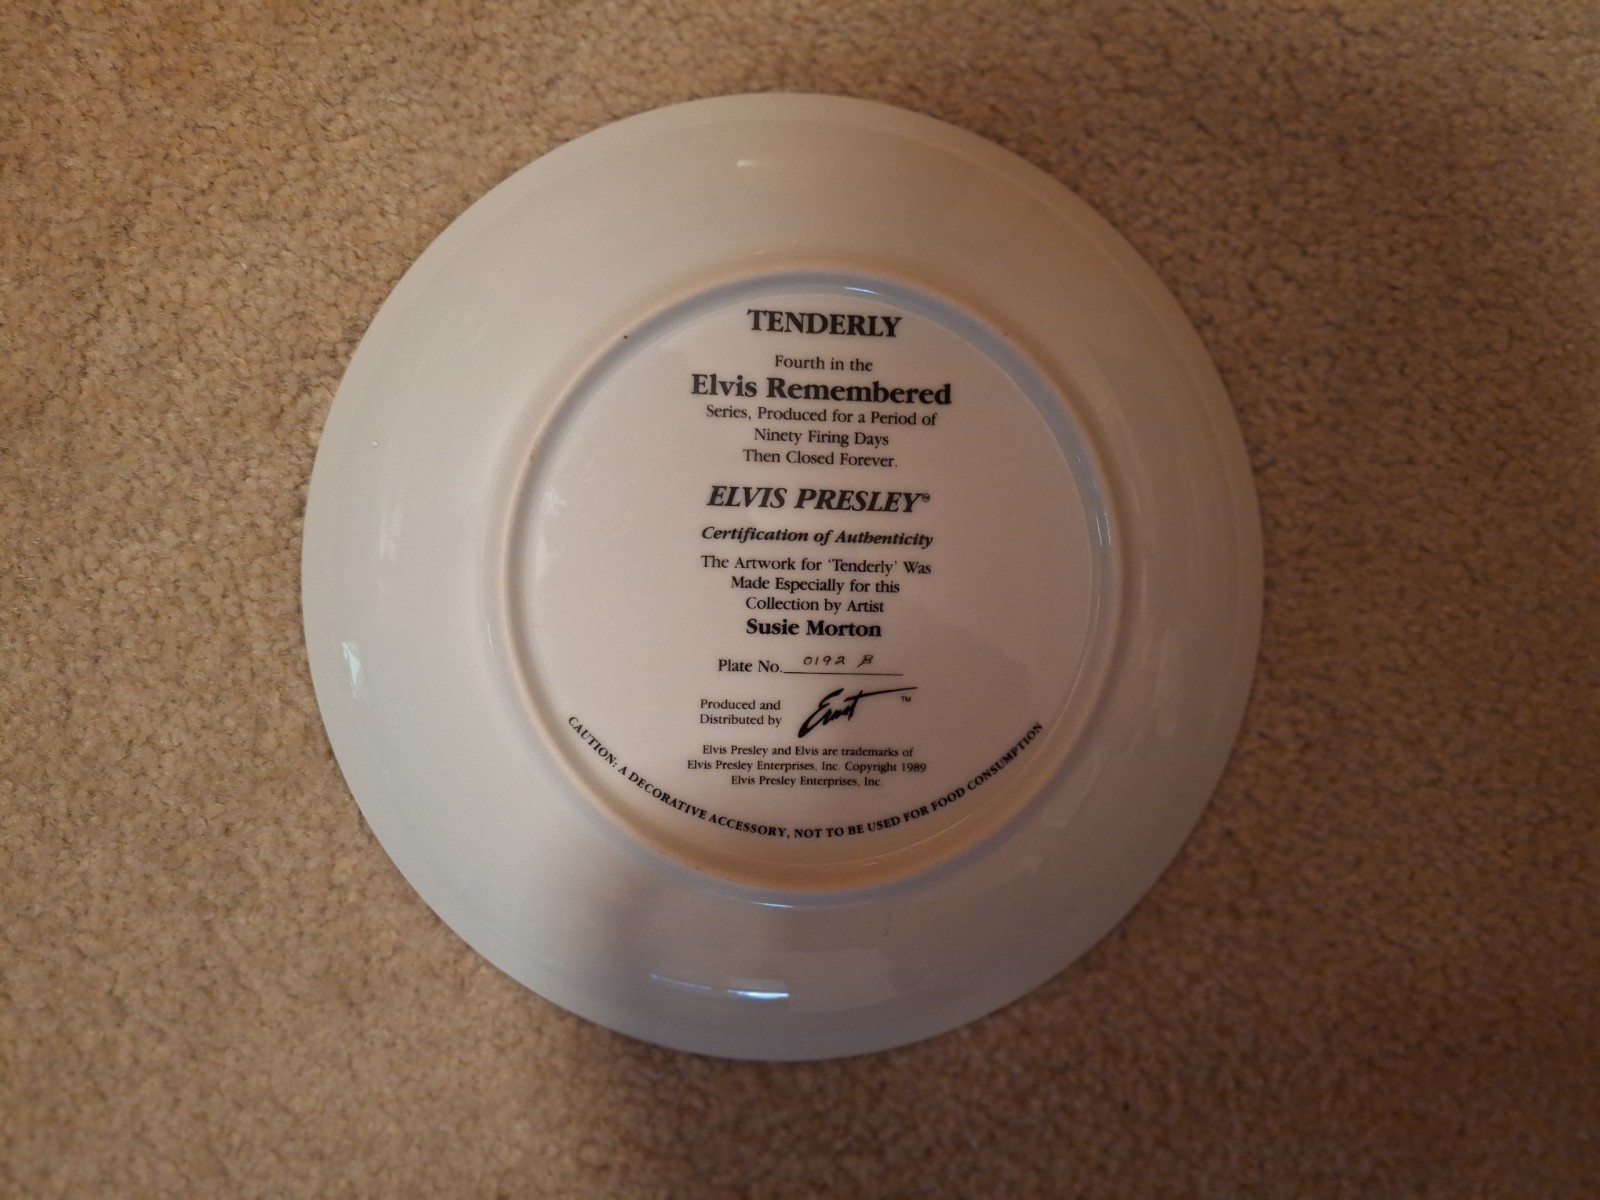 TENDERLY
Fourth in the
Elvis Remembered
Series, Produced for a Period of
Ninety Firing Days
Then Closed Forever.
ELVIS PRESLEY®
Certification of Authenticity
The Artwork for 'Tenderly' Was
Made Especially for this
Collection by Artist
Susie Morton
Plate No. 0192 B
Produced and
Distributed by Ernst ™
Elvis Presley and Elvis are trademarks of
Elvis Presley Enterprises, Inc. Copyright 1989
Elvis Presley Enterprises, Inc.
CAUTION: A DECORATIVE ACCESSORY, NOT TO BE USED FOR FOOD CONSUMPTION